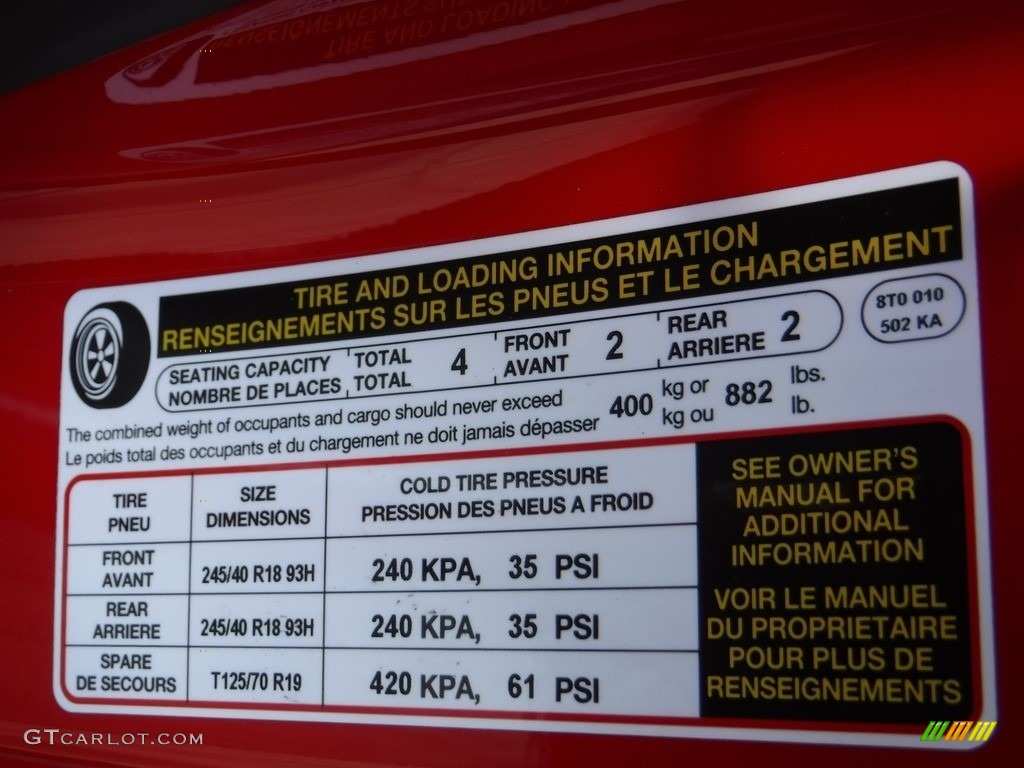 TIRE AND LOADING INFORMATION
RENSEIGNEMENTS SUR LES PNEUS ET LE CHARGEMENT
SEATING CAPACITY TOTAL 4 FRONT 2 REAR 2
NOMBRE DE PLACES TOTAL AVANT ARRIERE
8T0 010
502 KA
The combined weight of occupants and cargo should never exceed 400 kg or 882 lbs.
Le poids total des occupants et du chargement ne doit jamais dépasser kg ou lb.
TIRE SIZE COLD TIRE PRESSURE
PNEU DIMENSIONS PRESSION DES PNEUS A FROID
FRONT
AVANT 245/40 R18 93H 240 KPA, 35 PSI
REAR
ARRIERE 245/40 R18 93H 240 KPA, 35 PSI
SPARE
DE SECOURS T125/70 R19 420 KPA, 61 PSI
SEE OWNER'S
MANUAL FOR
ADDITIONAL
INFORMATION
VOIR LE MANUEL
DU PROPRIETAIRE
POUR PLUS DE
RENSEIGNEMENTS
GTCARLOT.COM